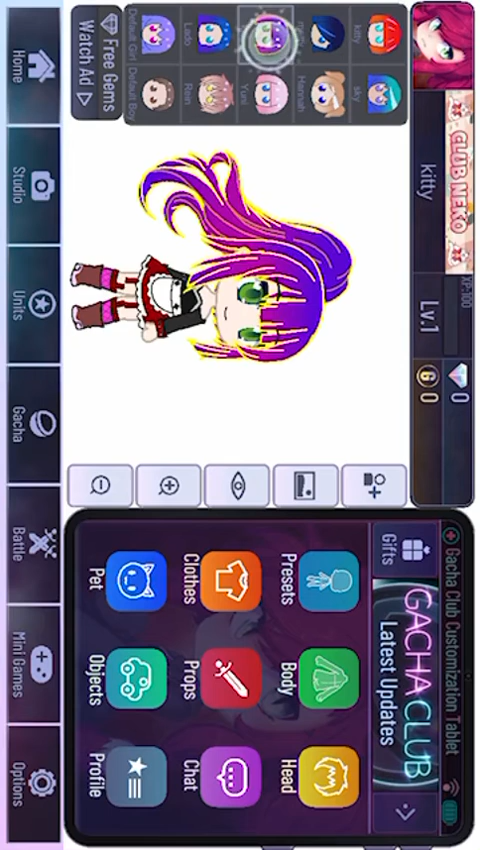 CLUB NEKO
kitty
XP:100
Lv.1
0
0
kitty
sky
Hannah
Yuni
Lado
Rain
Default Girl
Default Boy
Free Gems
Watch Ad
Gacha Club Customization Tablet
Gifts
GACHA CLUB
Latest Updates
Presets
Body
Head
Clothes
Props
Chat
Pet
Objects
Profile
Home
Studio
Units
Gacha
Battle
Mini Games
Options